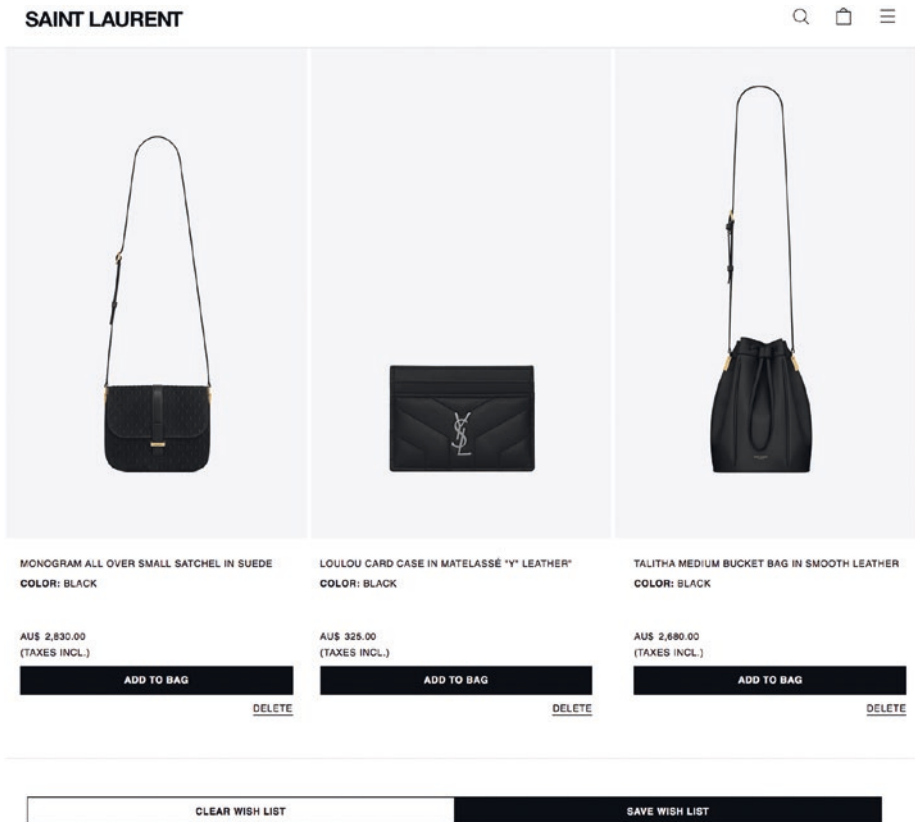 SAINT LAURENT
MONOGRAM ALL OVER SMALL SATCHEL IN SUEDE
COLOR: BLACK
AU$ 2,830.00
(TAXES INCL.)
ADD TO BAG
DELETE
LOULOU CARD CASE IN MATELASSÉ "Y" LEATHER"
COLOR: BLACK
AU$ 325.00
(TAXES INCL.)
ADD TO BAG
DELETE
TALITHA MEDIUM BUCKET BAG IN SMOOTH LEATHER
COLOR: BLACK
AU$ 2,680.00
(TAXES INCL.)
ADD TO BAG
DELETE
CLEAR WISH LIST
SAVE WISH LIST